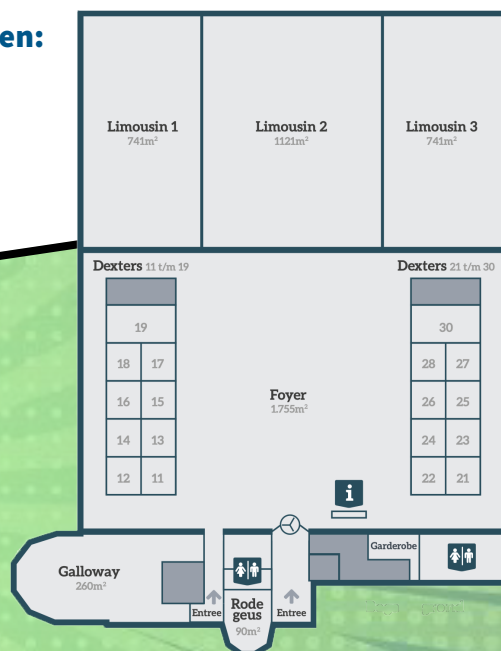 en:
Limousin 1
741m²
Limousin 2
1121m²
Limousin 3
741m²
Dexters 11 t/m 19
Dexters 21 t/m 30
19
18 17
16 15
14 13
12 11
30
28 27
26 25
24 23
22 21
Foyer
1.755m²
i
Garderobe
Galloway
260m²
Entree
Rode
geus
90m²
Entree